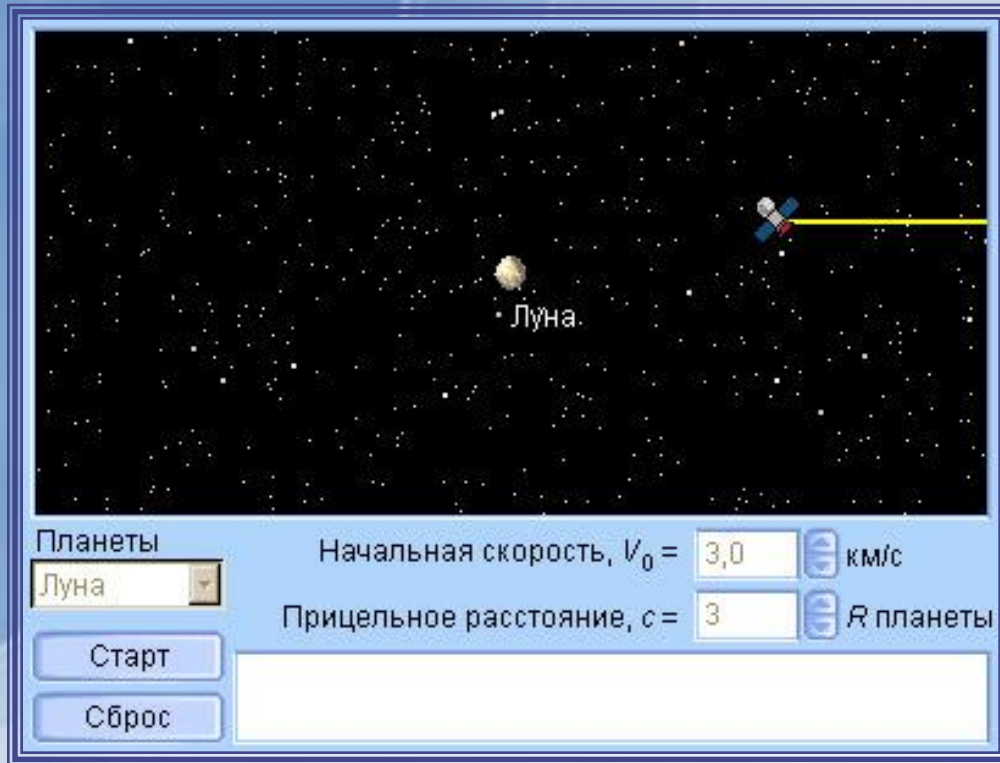 Луна
Планеты
Луна
Начальная скорость, V0 = 3,0 км/с
Прицельное расстояние, c = 3 R планеты
Старт
Сброс